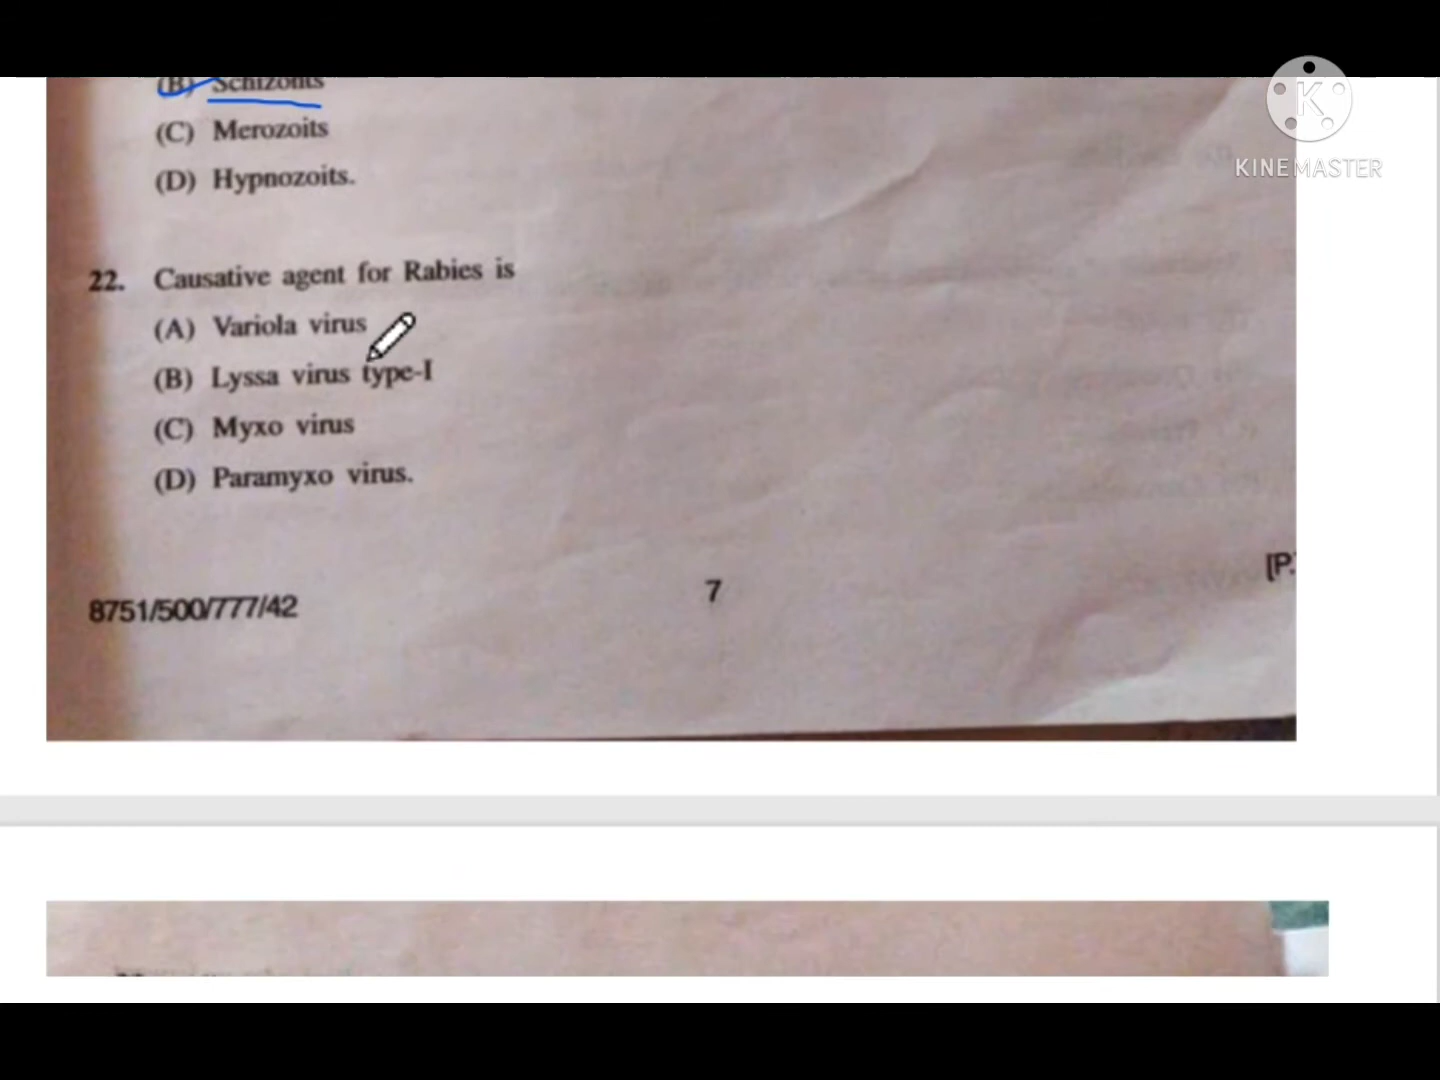 (B) Schizonts
(C) Merozoits
(D) Hypnozoits.
22. Causative agent for Rabies is
(A) Variola virus
(B) Lyssa virus type-I
(C) Myxo virus
(D) Paramyxo virus.
8751/500/777/42
7
[P.
K
KINEMASTER